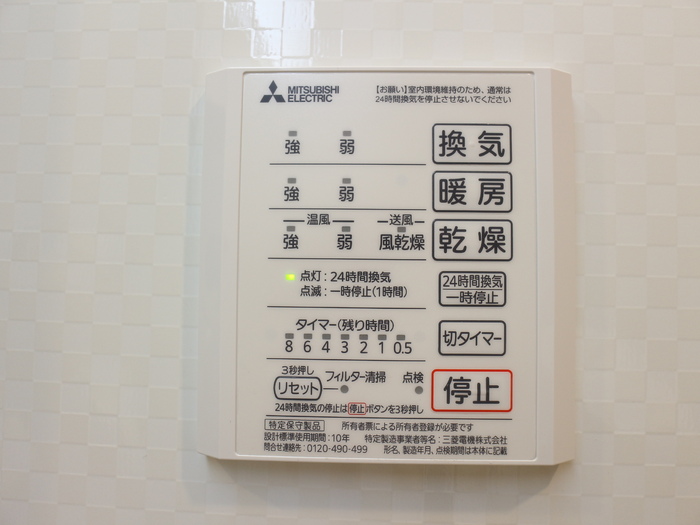 MITSUBISHI
ELECTRIC
【お願い】室内環境維持のため、通常は
24時間換気を停止させないでください
強 弱 換気
強 弱 暖房
温風 送風
強 弱 風乾燥 乾燥
点灯:24時間換気
点滅:一時停止(1時間)
24時間換気
一時停止
タイマー(残り時間)
8 6 4 3 2 1 0.5
切タイマー
3秒押し
リセット フィルター清掃 点検
停止
24時間換気の停止は停止ボタンを3秒押し
特定保守製品 所有者票による所有者登録が必要です
設計標準使用期間:10年 特定製造事業者等名:三菱電機株式会社
問合せ連絡先:0120-490-499 形名、製造年月、点検期間は本体に記載